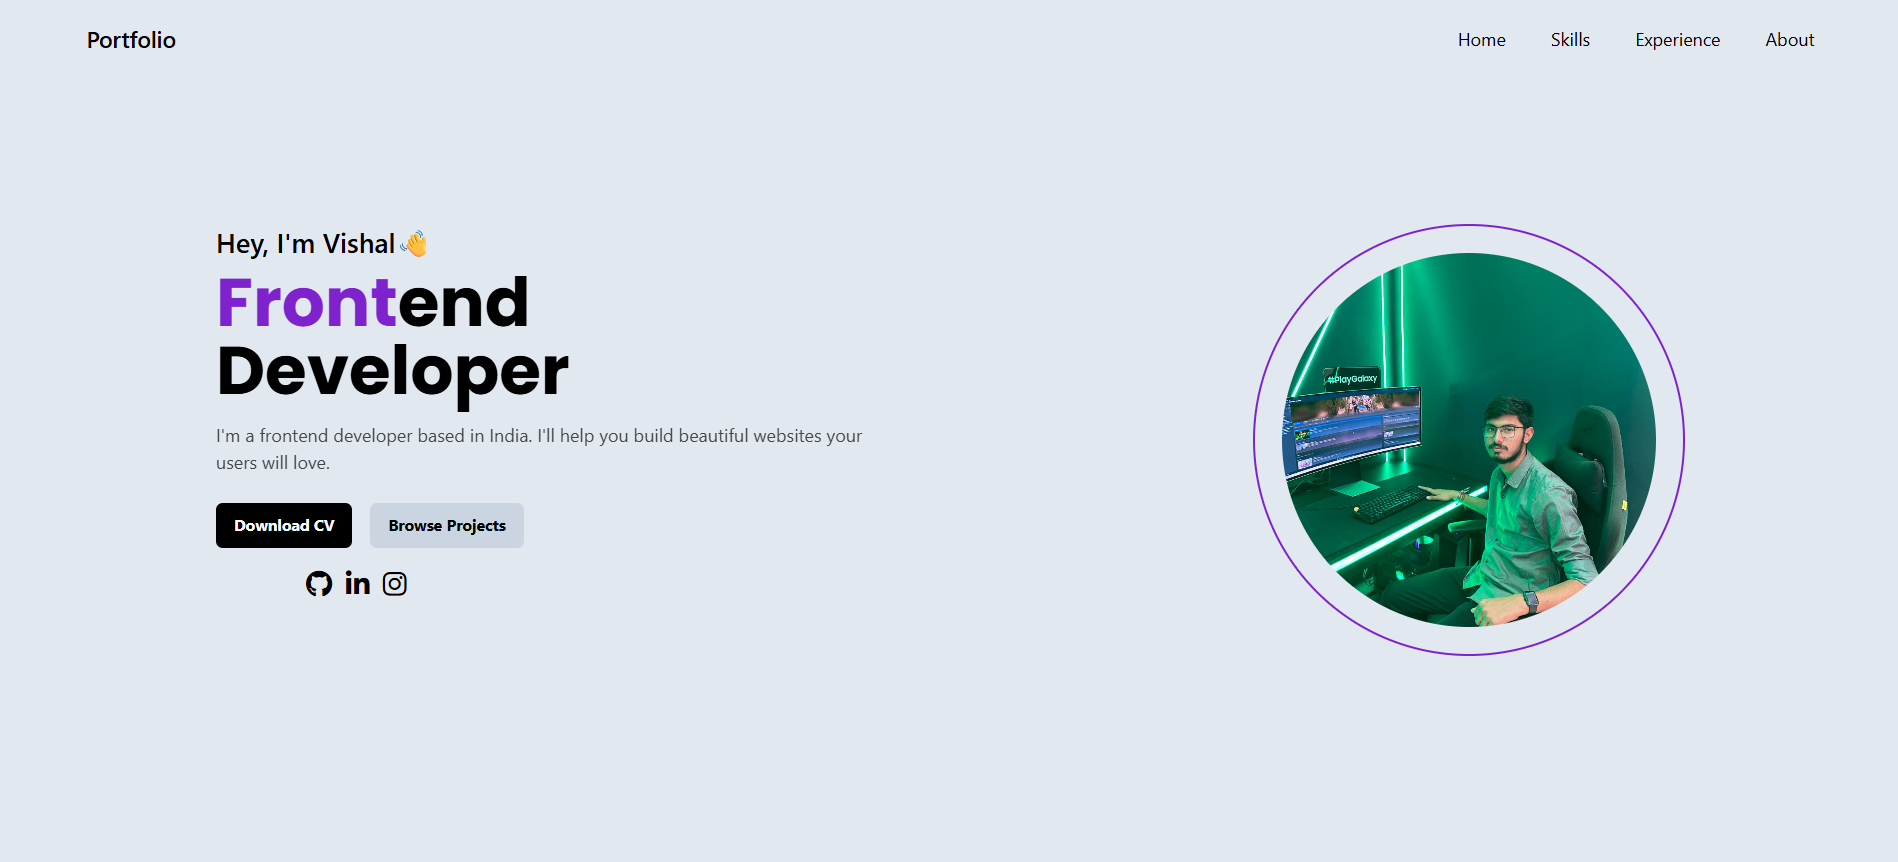 Portfolio
Home
Skills
Experience
About
Hey, I'm Vishal 👋
Frontend
Developer
I'm a frontend developer based in India. I'll help you build beautiful websites your
users will love.
Download CV
Browse Projects
in
#PlayGalaxy